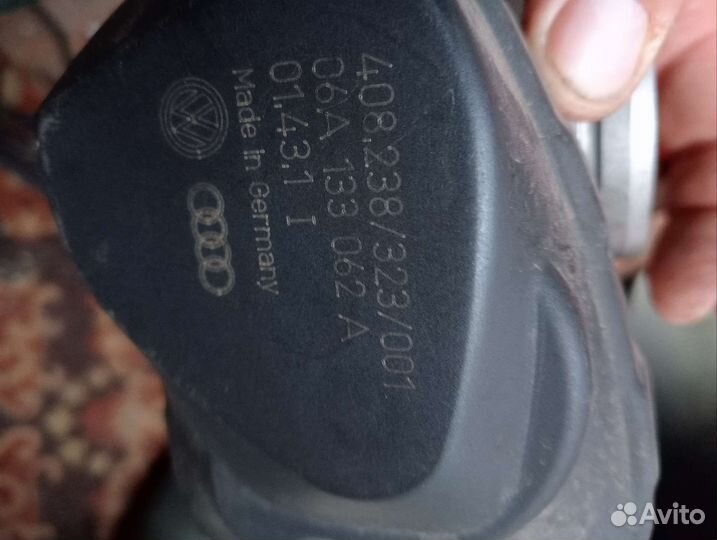 408.238/323/001
06A 133 062 A
01.43.1 I
Made in Germany
Avito